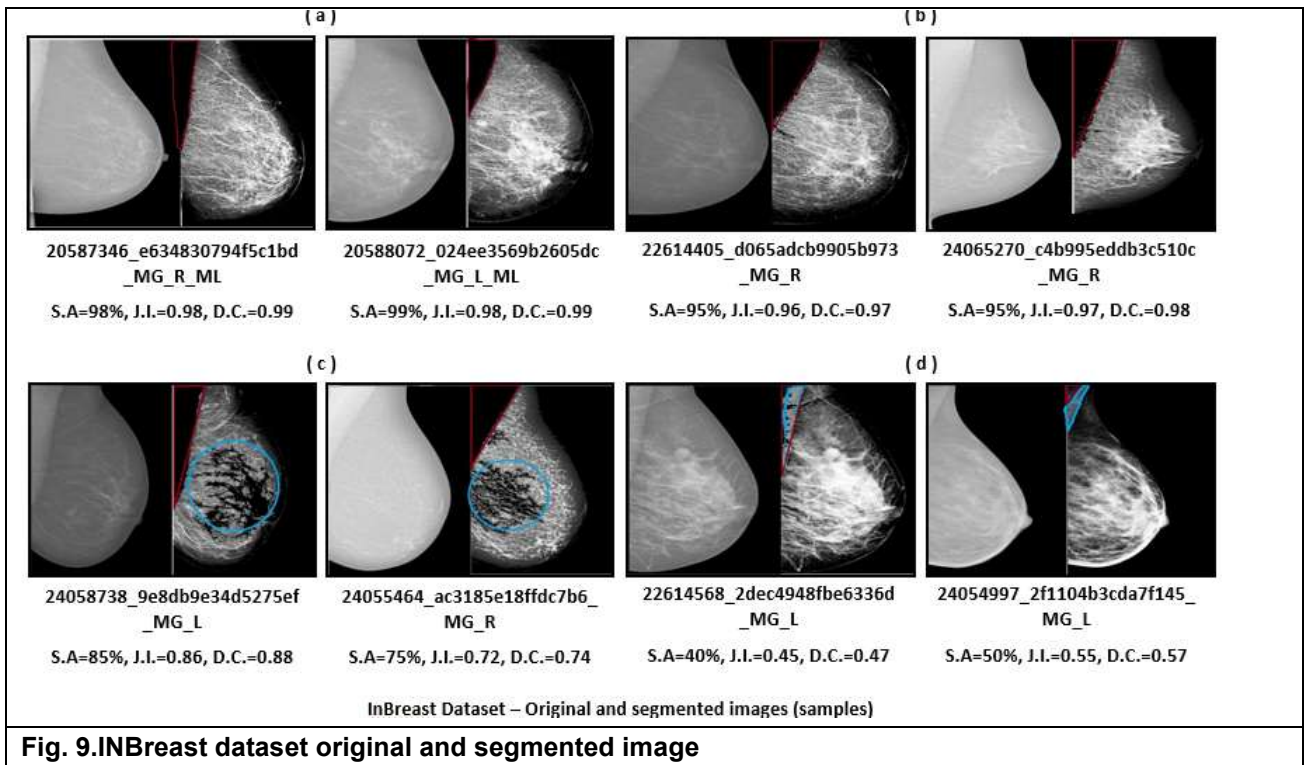 ( a )
( b )
20587346_e634830794f5c1bd
_MG_R_ML
S.A=98%, J.I.=0.98, D.C.=0.99
20588072_024ee3569b2605dc
_MG_L_ML
S.A=99%, J.I.=0.98, D.C.=0.99
22614405_d065adcb9905b973
_MG_R
S.A=95%, J.I.=0.96, D.C.=0.97
24065270_c4b995eddb3c510c
_MG_R
S.A=95%, J.I.=0.97, D.C.=0.98
( c )
( d )
24058738_9e8db9e34d5275ef
_MG_L
S.A=85%, J.I.=0.86, D.C.=0.88
24055464_ac3185e18ffdc7b6_
MG_R
S.A=75%, J.I.=0.72, D.C.=0.74
22614568_2dec4948fbe6336d
_MG_L
S.A=40%, J.I.=0.45, D.C.=0.47
24054997_2f1104b3cda7f145_
MG_L
S.A=50%, J.I.=0.55, D.C.=0.57
InBreast Dataset – Original and segmented images (samples)
Fig. 9.INBreast dataset original and segmented image